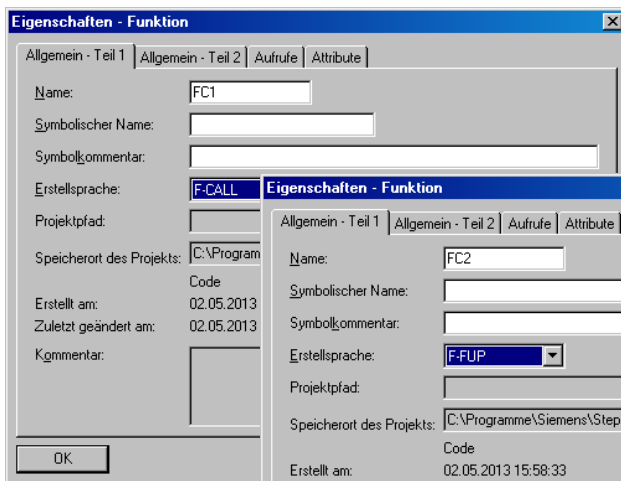 Eigenschaften - Funktion
Allgemein - Teil 1 Allgemein - Teil 2 Aufrufe Attribute
Name: FC1
Symbolischer Name:
Symbolkommentar:
Erstellsprache: F-CALL
Projektpfad:
Speicherort des Projekts: C:\Program
Code
Erstellt am: 02.05.2013
Zuletzt geändert am: 02.05.2013
Kommentar:
OK
Eigenschaften - Funktion
Allgemein - Teil 1 Allgemein - Teil 2 Aufrufe Attribute
Name: FC2
Symbolischer Name:
Symbolkommentar:
Erstellsprache: F-FUP
Projektpfad:
Speicherort des Projekts: C:\Programme\Siemens\Step
Code
Erstellt am: 02.05.2013 15:58:33